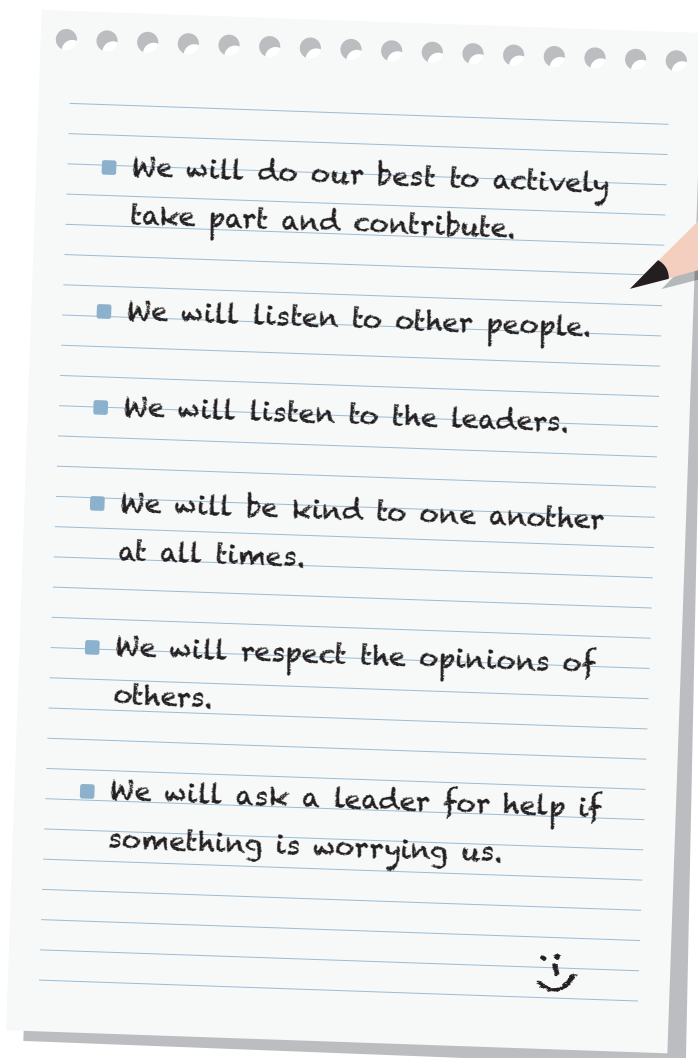 We will do our best to actively
take part and contribute.
We will listen to other people.
We will listen to the leaders.
We will be kind to one another
at all times.
We will respect the opinions of
others.
We will ask a leader for help if
something is worrying us.